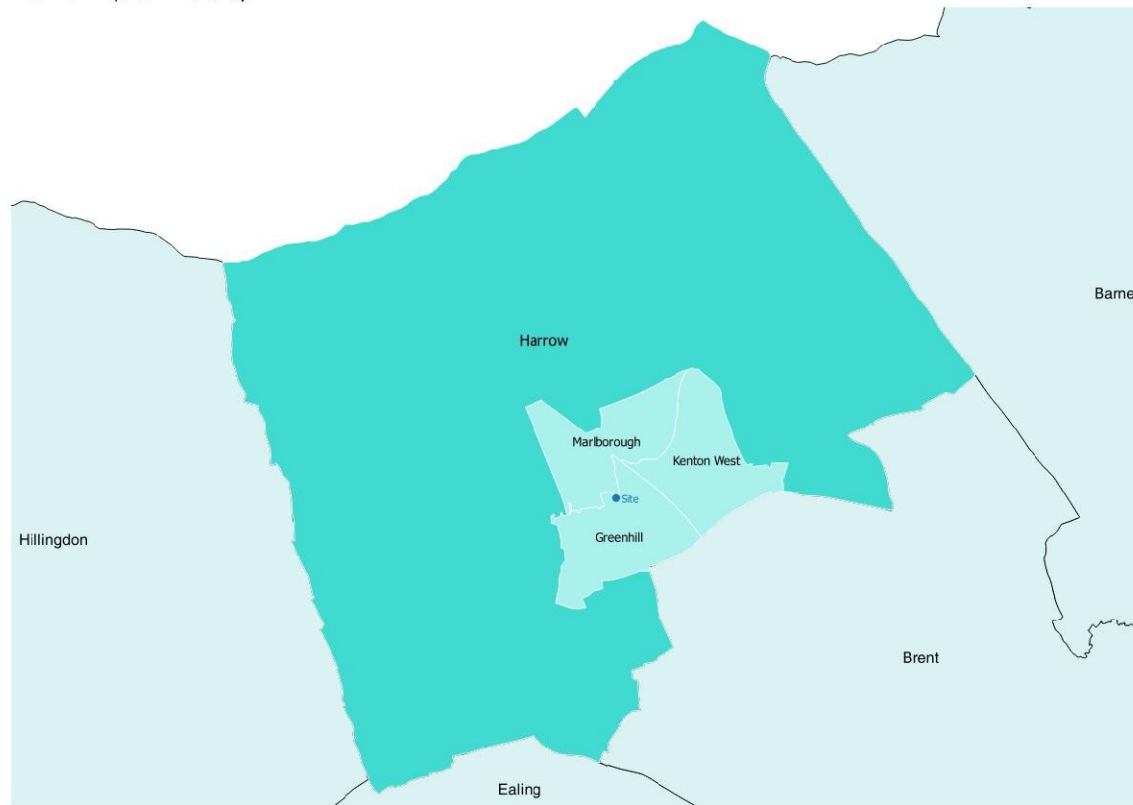 Barne
Harrow
Marlborough
Kenton West
Site
Hillingdon
Greenhill
Brent
Ealing